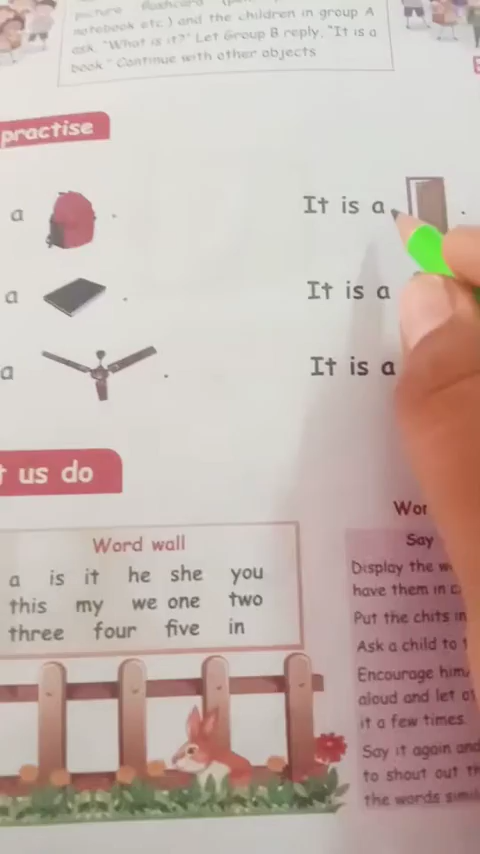 picture flashcard
notebook etc.) and the children in group A
ask, "What is it?" Let Group B reply, "It is a
book." Continue with other objects
practise
a . It is a .
a . It is a
a . It is a
us do
Word wall
a is it he she you
this my we one two
three four five in
Say
Display the
have them in
Put the chits in
Ask a child to
Encourage him
aloud and let
it a few times.
Say it again and
to shout out
the words